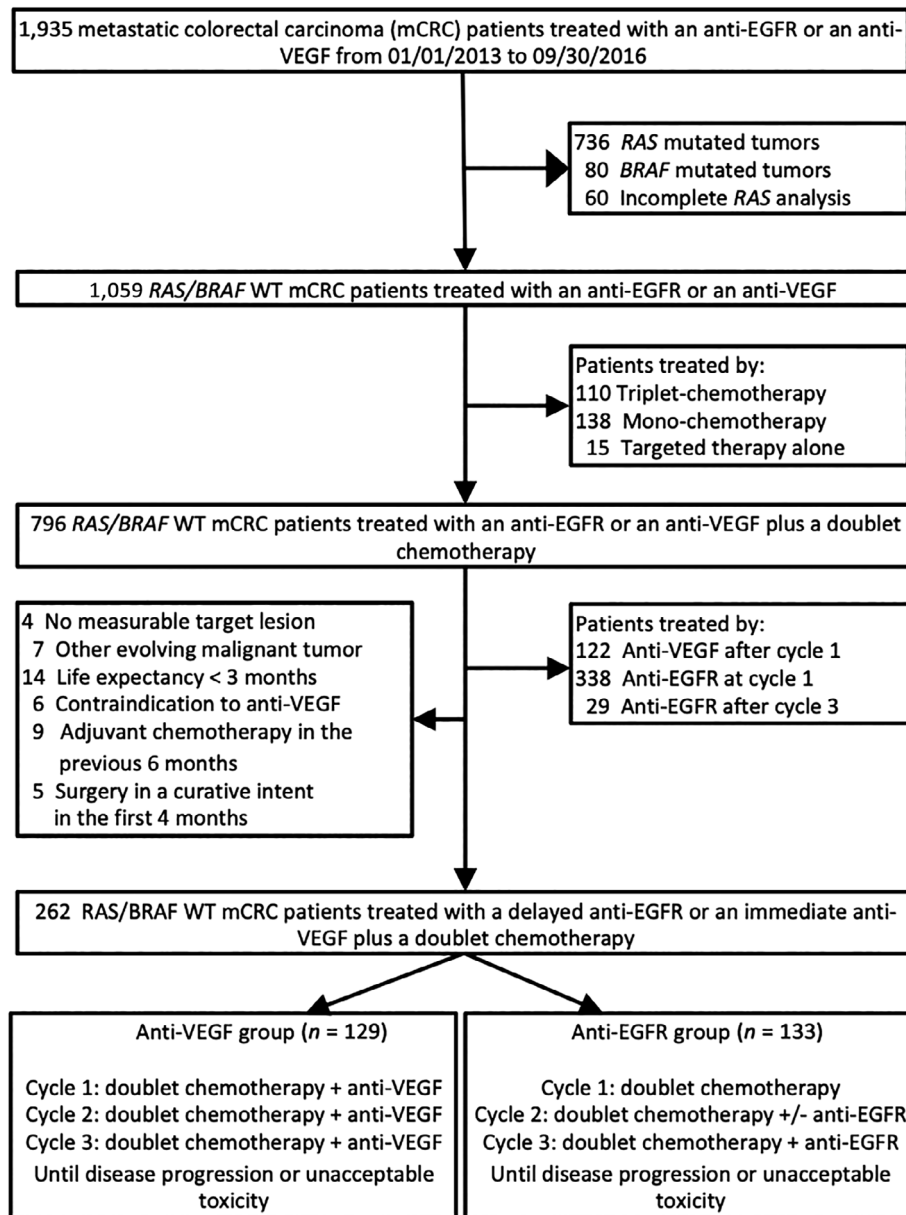 1,935 metastatic colorectal carcinoma (mCRC) patients treated with an anti-EGFR or an anti-
VEGF from 01/01/2013 to 09/30/2016
736 RAS mutated tumors
80 BRAF mutated tumors
60 Incomplete RAS analysis
1,059 RAS/BRAF WT mCRC patients treated with an anti-EGFR or an anti-VEGF
Patients treated by:
110 Triplet-chemotherapy
138 Mono-chemotherapy
15 Targeted therapy alone
796 RAS/BRAF WT mCRC patients treated with an anti-EGFR or an anti-VEGF plus a doublet
chemotherapy
4 No measurable target lesion
7 Other evolving malignant tumor
14 Life expectancy < 3 months
6 Contraindication to anti-VEGF
9 Adjuvant chemotherapy in the
previous 6 months
5 Surgery in a curative intent
in the first 4 months
Patients treated by:
122 Anti-VEGF after cycle 1
338 Anti-EGFR at cycle 1
29 Anti-EGFR after cycle 3
262 RAS/BRAF WT mCRC patients treated with a delayed anti-EGFR or an immediate anti-
VEGF plus a doublet chemotherapy
Anti-VEGF group (n = 129)
Cycle 1: doublet chemotherapy + anti-VEGF
Cycle 2: doublet chemotherapy + anti-VEGF
Cycle 3: doublet chemotherapy + anti-VEGF
Until disease progression or unacceptable
toxicity
Anti-EGFR group (n = 133)
Cycle 1: doublet chemotherapy
Cycle 2: doublet chemotherapy +/- anti-EGFR
Cycle 3: doublet chemotherapy + anti-EGFR
Until disease progression or unacceptable
toxicity